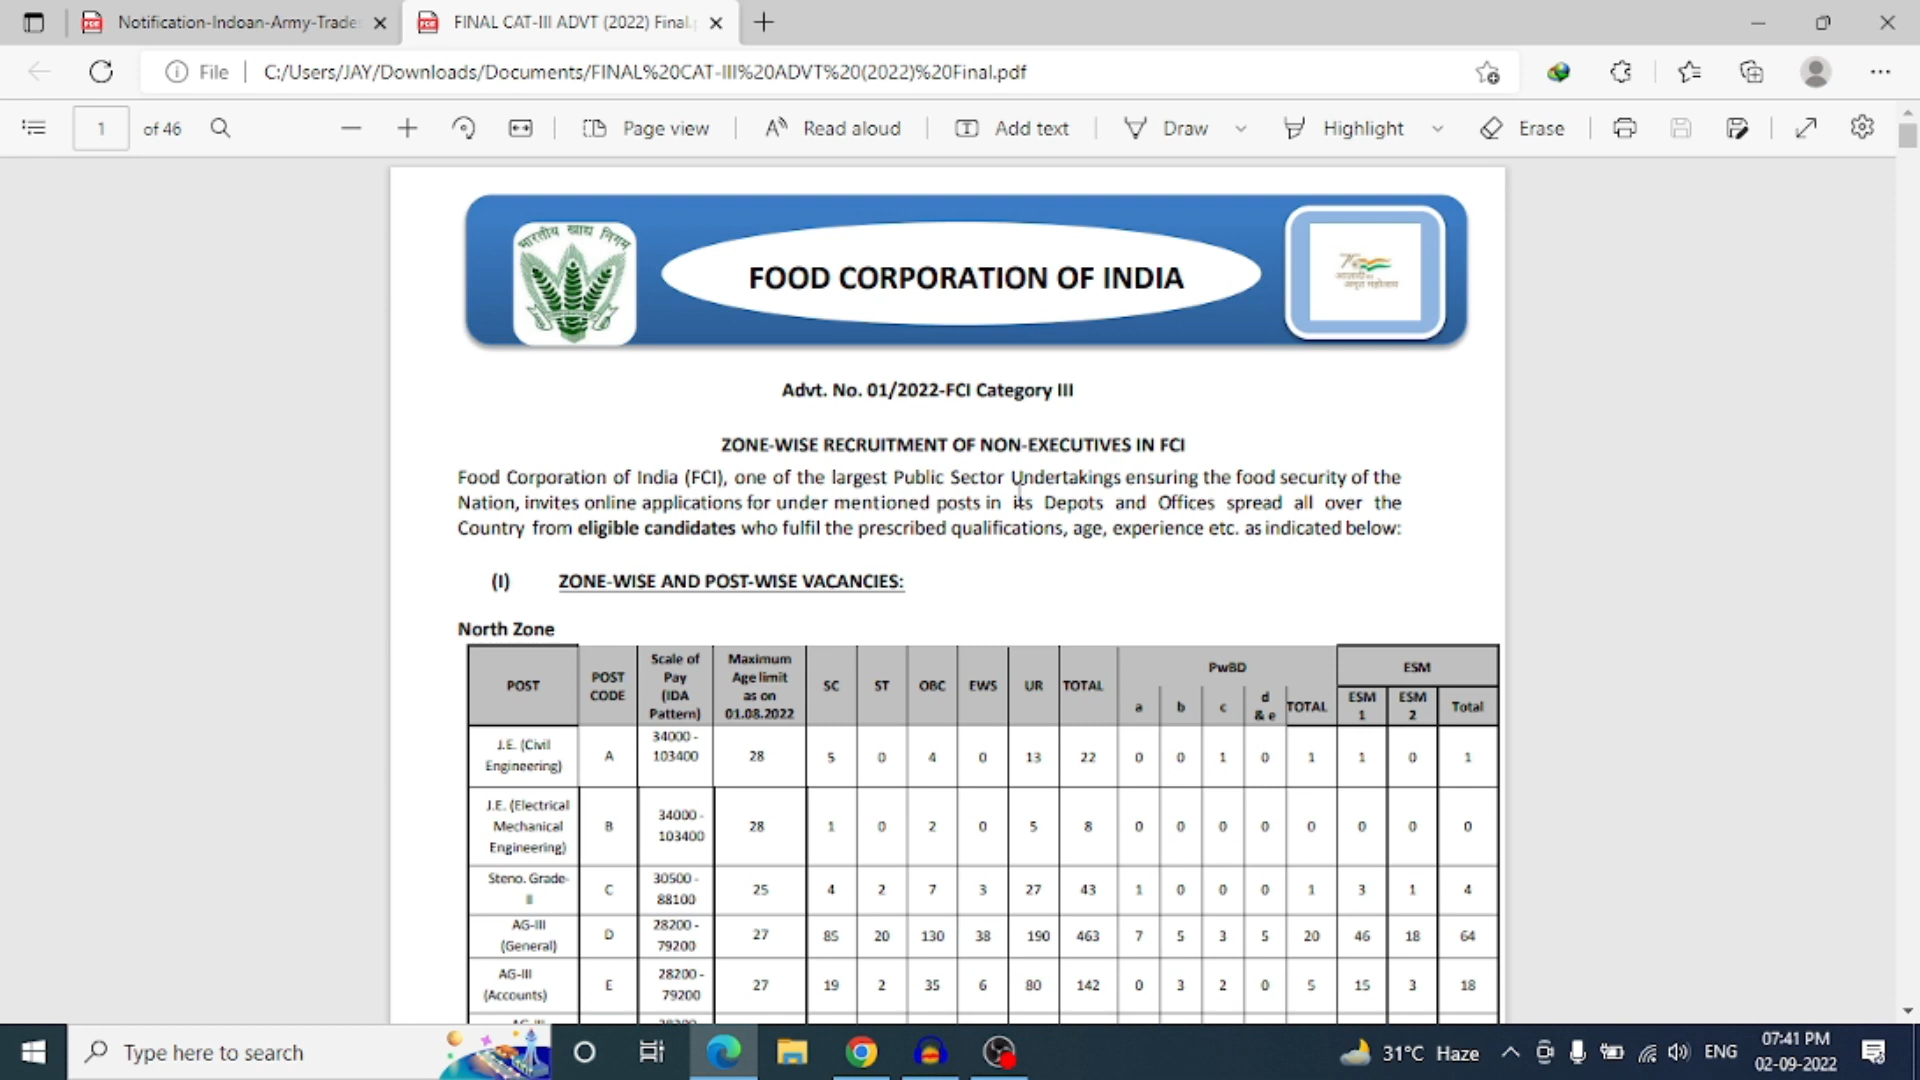 Notification-Indoan-Army-Trade
FINAL CAT-III ADVT (2022) Final.p
File
C:/Users/JAY/Downloads/Documents/FINAL%20CAT-III%20ADVT%20(2022)%20Final.pdf
1 of 46
Page view
Read aloud
Add text
Draw
Highlight
Erase
भारतीय खाद्य निगम
FOOD CORPORATION OF INDIA
आज़ादी का
अमृत महोत्सव
Advt. No. 01/2022-FCI Category III
ZONE-WISE RECRUITMENT OF NON-EXECUTIVES IN FCI
Food Corporation of India (FCI), one of the largest Public Sector Undertakings ensuring the food security of the
Nation, invites online applications for under mentioned posts in its Depots and Offices spread all over the
Country from eligible candidates who fulfil the prescribed qualifications, age, experience etc. as indicated below:
(I) ZONE-WISE AND POST-WISE VACANCIES:
North Zone
POST POST CODE Scale of Pay (IDA Pattern) Maximum Age limit as on 01.08.2022 SC ST OBC EWS UR TOTAL PwBD ESM
a b c d & e TOTAL ESM 1 ESM 2 Total
J.E. (Civil Engineering) A 34000 - 103400 28 5 0 4 0 13 22 0 0 1 0 1 1 0 1
J.E. (Electrical Mechanical Engineering) B 34000 - 103400 28 1 0 2 0 5 8 0 0 0 0 0 0 0 0
Steno. Grade-II C 30500 - 88100 25 4 2 7 3 27 43 1 0 0 0 1 3 1 4
AG-III (General) D 28200 - 79200 27 85 20 130 38 190 463 7 5 3 5 20 46 18 64
AG-III (Accounts) E 28200 - 79200 27 19 2 35 6 80 142 0 3 2 0 5 15 3 18
Type here to search
31°C Haze
ENG
07:41 PM
02-09-2022